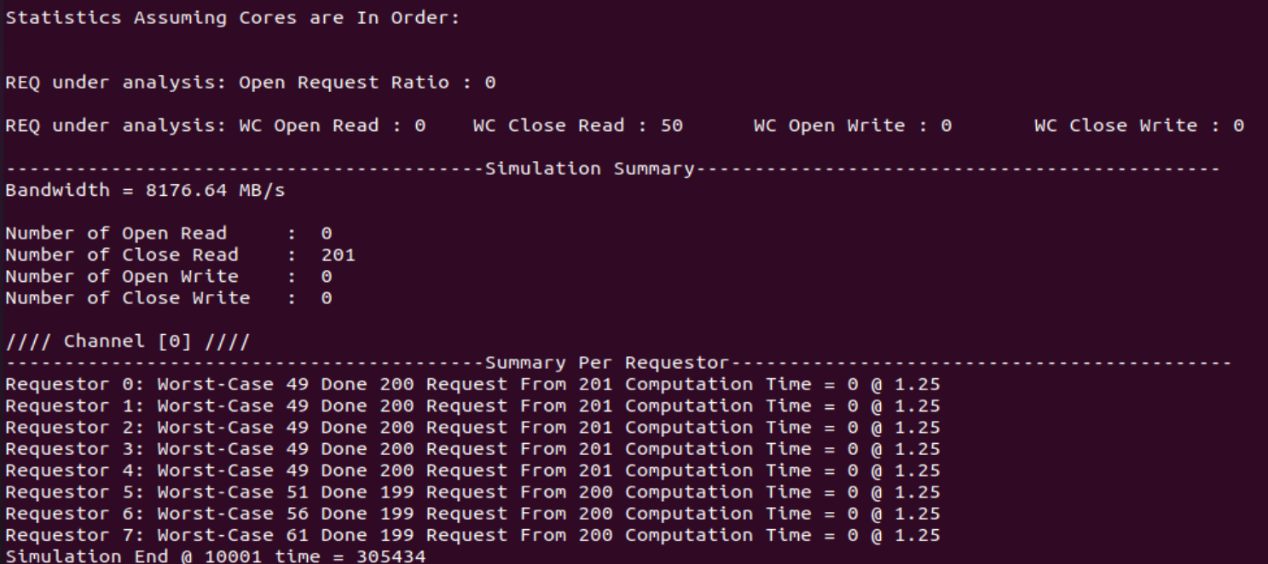 Statistics Assuming Cores are In Order:
REQ under analysis: Open Request Ratio : 0
REQ under analysis: WC Open Read : 0    WC Close Read : 50      WC Open Write : 0       WC Close Write : 0
-----------------------------------------Simulation Summary---------------------------------------------
Bandwidth = 8176.64 MB/s
Number of Open Read     :  0
Number of Close Read    :  201
Number of Open Write    :  0
Number of Close Write   :  0
//// Channel [0] ////
-----------------------------------------Summary Per Requestor-------------------------------------------
Requestor 0: Worst-Case 49 Done 200 Request From 201 Computation Time = 0 @ 1.25
Requestor 1: Worst-Case 49 Done 200 Request From 201 Computation Time = 0 @ 1.25
Requestor 2: Worst-Case 49 Done 200 Request From 201 Computation Time = 0 @ 1.25
Requestor 3: Worst-Case 49 Done 200 Request From 201 Computation Time = 0 @ 1.25
Requestor 4: Worst-Case 49 Done 200 Request From 201 Computation Time = 0 @ 1.25
Requestor 5: Worst-Case 51 Done 199 Request From 200 Computation Time = 0 @ 1.25
Requestor 6: Worst-Case 56 Done 199 Request From 200 Computation Time = 0 @ 1.25
Requestor 7: Worst-Case 61 Done 199 Request From 200 Computation Time = 0 @ 1.25
Simulation End @ 10001 time = 305434